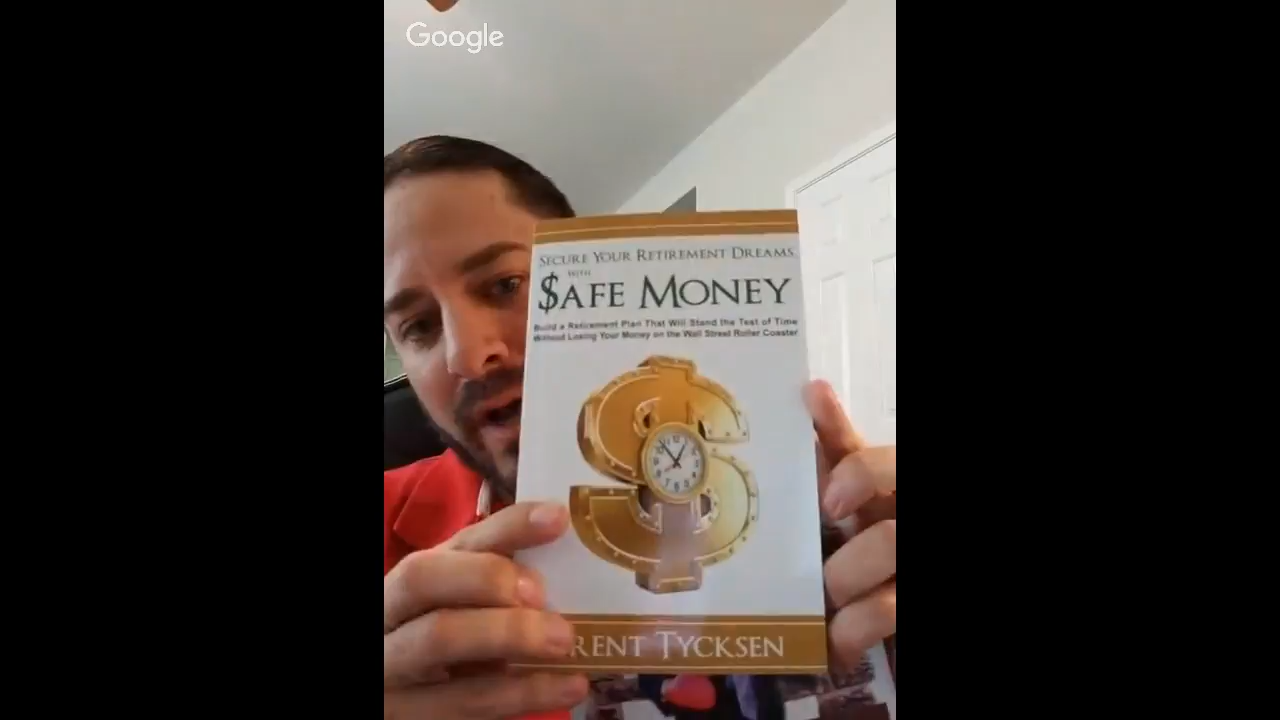 Google
SECURE YOUR RETIREMENT DREAMS
WITH
$AFE MONEY
Build a Retirement Plan That Will Stand the Test of Time
Without Losing Your Money on the Wall Street Roller Coaster
TYCKSEN